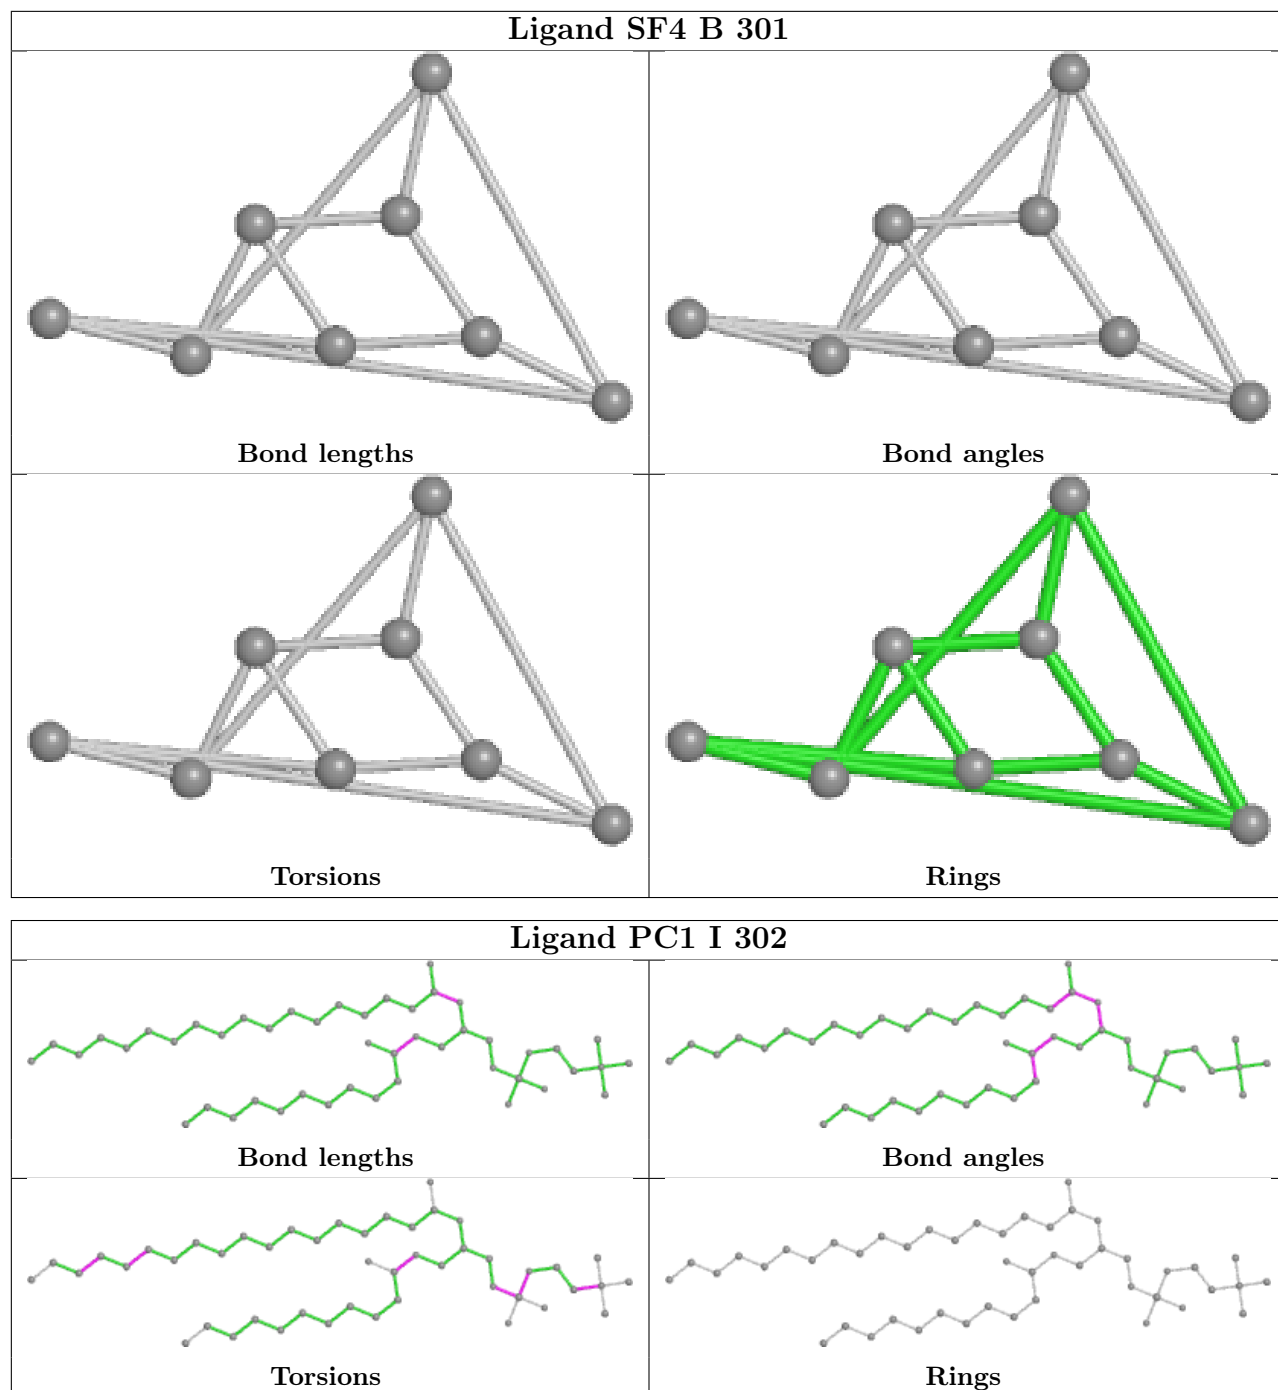 Ligand SF4 B 301
Bond lengths
Bond angles
Torsions
Rings
Ligand PC1 I 302
Bond lengths
Bond angles
Torsions
Rings